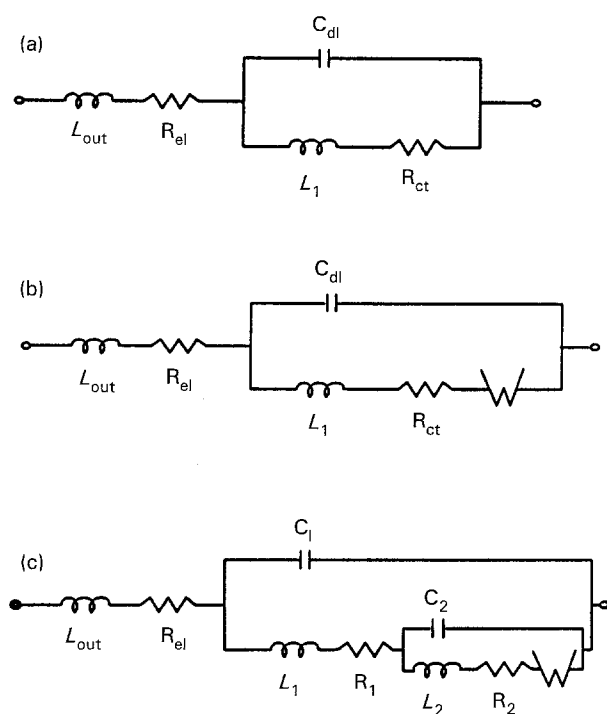 (a)
C_dl
L_out R_el
L_1 R_ct
(b)
C_dl
L_out R_el
L_1 R_ct W
(c)
C_l
C_2
L_out R_el
L_1 R_1 L_2 R_2 W